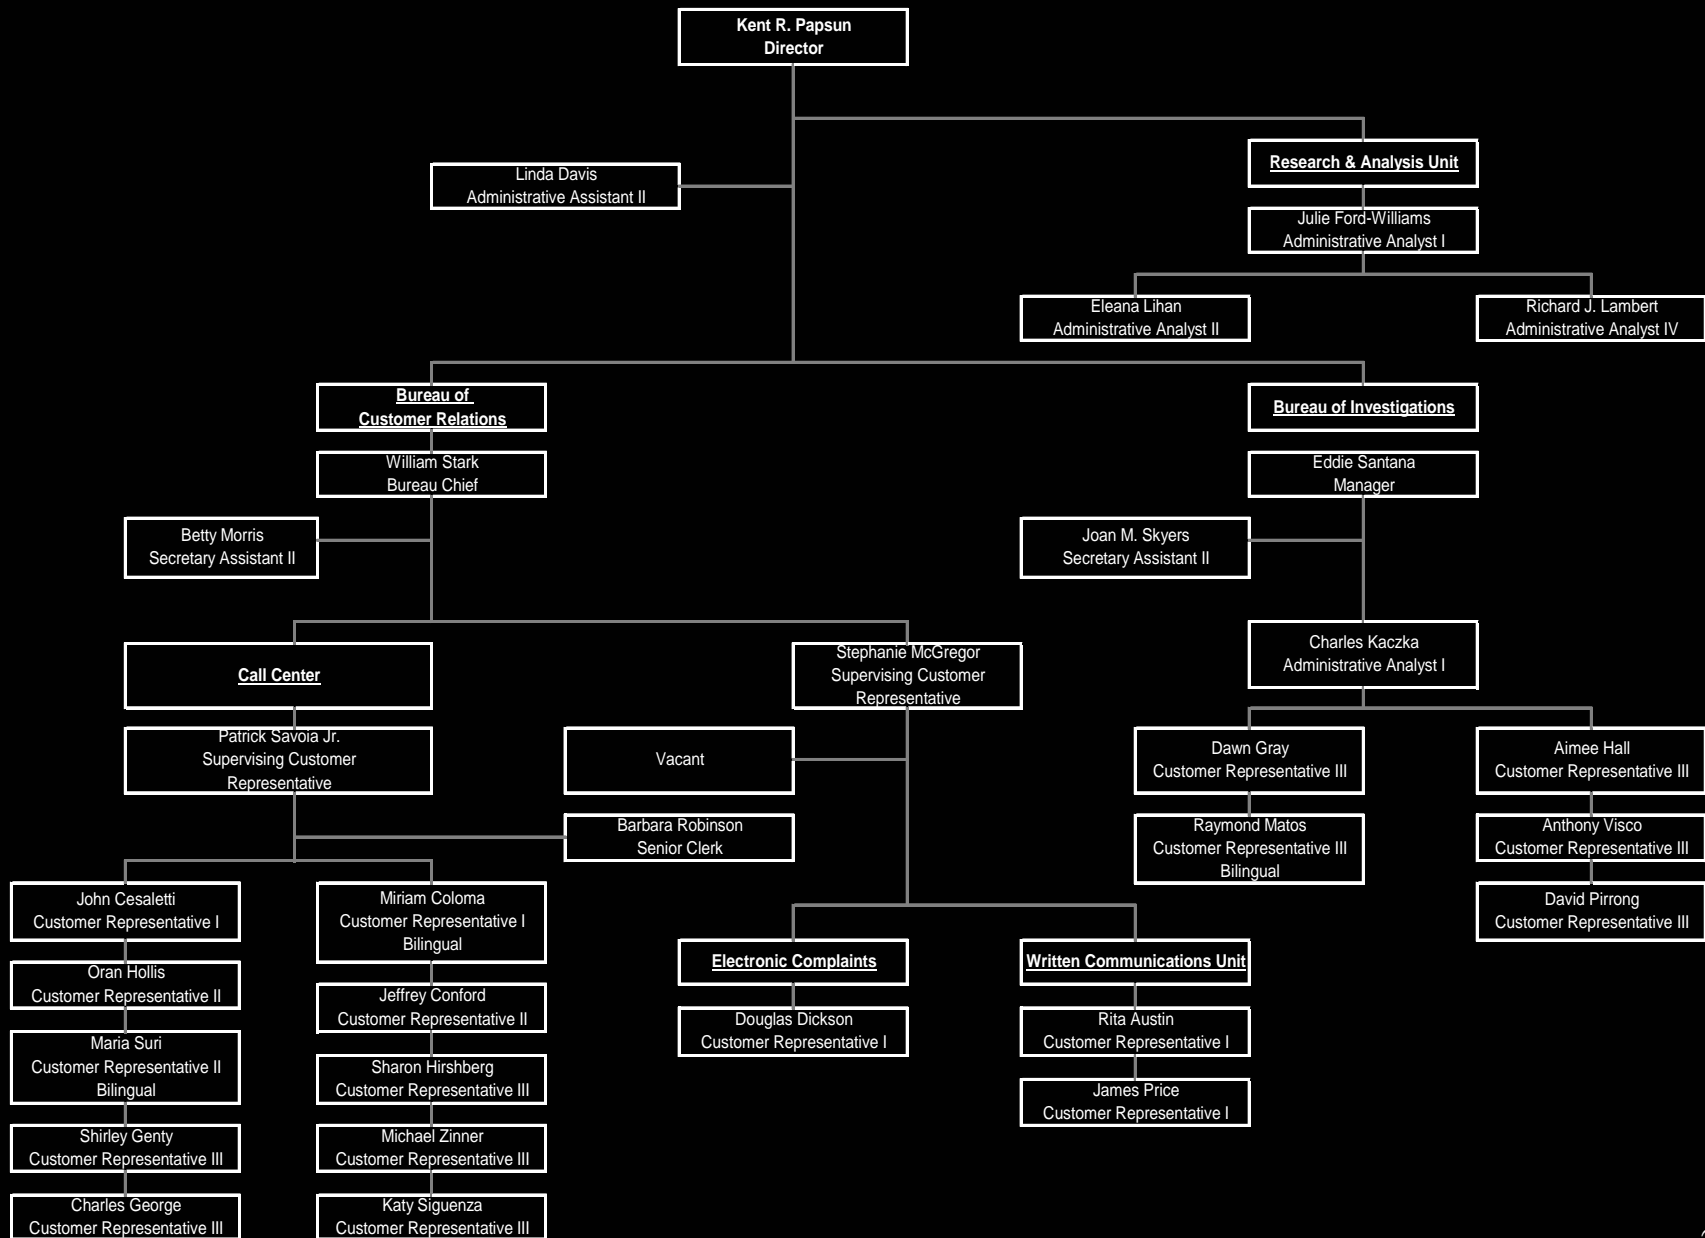 Kent R. Papsun
Director
Research & Analysis Unit
Linda Davis
Administrative Assistant II
Julie Ford-Williams
Administrative Analyst I
Eleana Lihan
Administrative Analyst II
Richard J. Lambert
Administrative Analyst IV
Bureau of
Customer Relations
Bureau of Investigations
William Stark
Bureau Chief
Eddie Santana
Manager
Betty Morris
Secretary Assistant II
Joan M. Skyers
Secretary Assistant II
Call Center
Stephanie McGregor
Supervising Customer
Representative
Charles Kaczka
Administrative Analyst I
Patrick Savoia Jr.
Supervising Customer
Representative
Vacant
Dawn Gray
Customer Representative III
Aimee Hall
Customer Representative III
Barbara Robinson
Senior Clerk
Raymond Matos
Customer Representative III
Bilingual
Anthony Visco
Customer Representative III
John Cesaletti
Customer Representative I
Miriam Coloma
Customer Representative I
Bilingual
David Pirrong
Customer Representative III
Electronic Complaints
Written Communications Unit
Oran Hollis
Customer Representative II
Jeffrey Conford
Customer Representative II
Douglas Dickson
Customer Representative I
Rita Austin
Customer Representative I
Maria Suri
Customer Representative II
Bilingual
Sharon Hirshberg
Customer Representative III
James Price
Customer Representative I
Shirley Genty
Customer Representative III
Michael Zinner
Customer Representative III
Charles George
Customer Representative III
Katy Siguenza
Customer Representative III